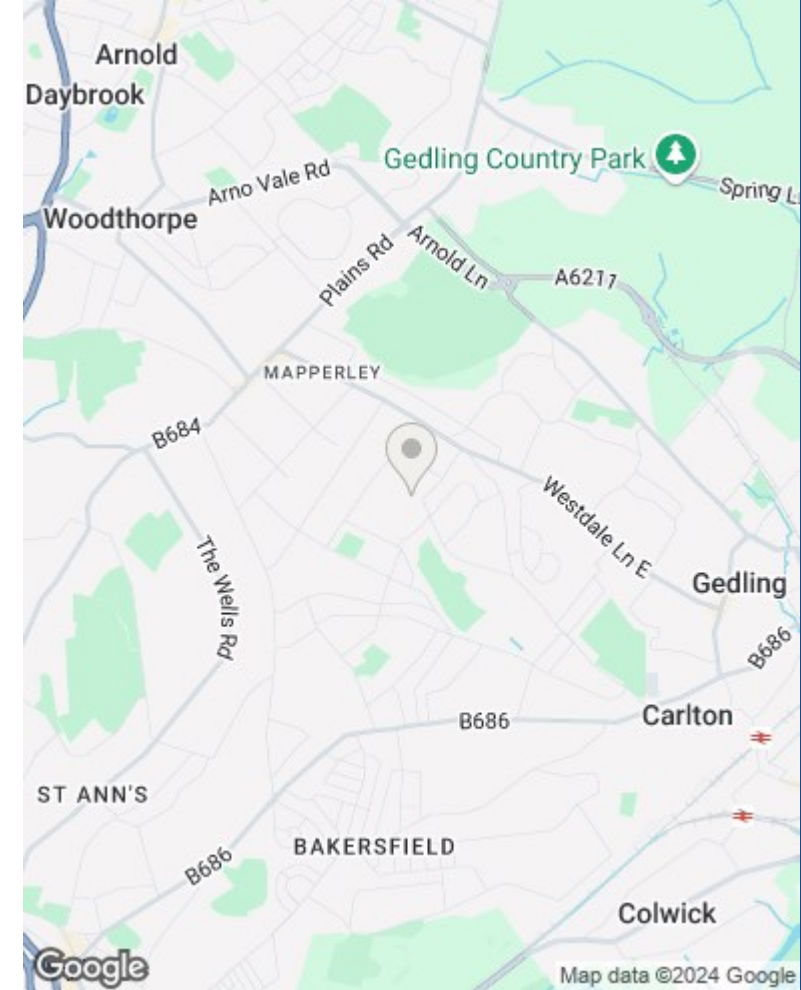 Arnold
Daybrook
Gedling Country Park
Arno Vale Rd
Spring L
Woodthorpe
Plains Rd
Arnold Ln
A6211
MAPPERLEY
B684
Westdale Ln E
The Wells Rd
Gedling
B686
B686
Carlton
ST ANN'S
BAKERSFIELD
B686
Colwick
Google
Map data ©2024 Google